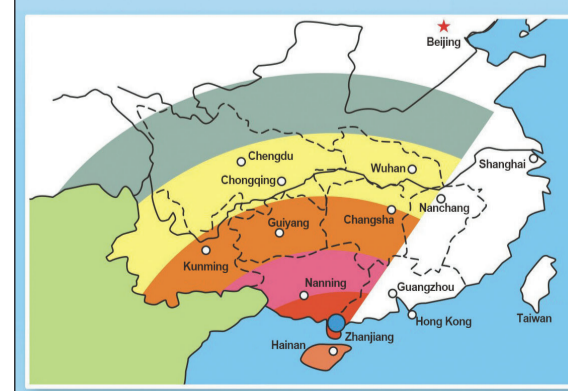 Beijing
Chengdu
Wuhan
Shanghai
Chongqing
Nanchang
Changsha
Guiyang
Kunming
Nanning
Guangzhou
Hong Kong
Taiwan
Zhanjiang
Hainan